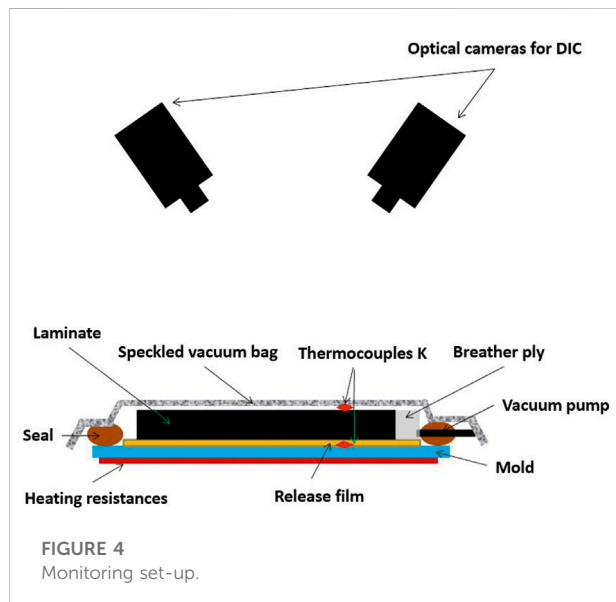 Optical cameras for DIC
Laminate
Speckled vacuum bag
Thermocouples K
Breather ply
Vacuum pump
Seal
Mold
Heating resistances
Release film
FIGURE 4
Monitoring set-up.